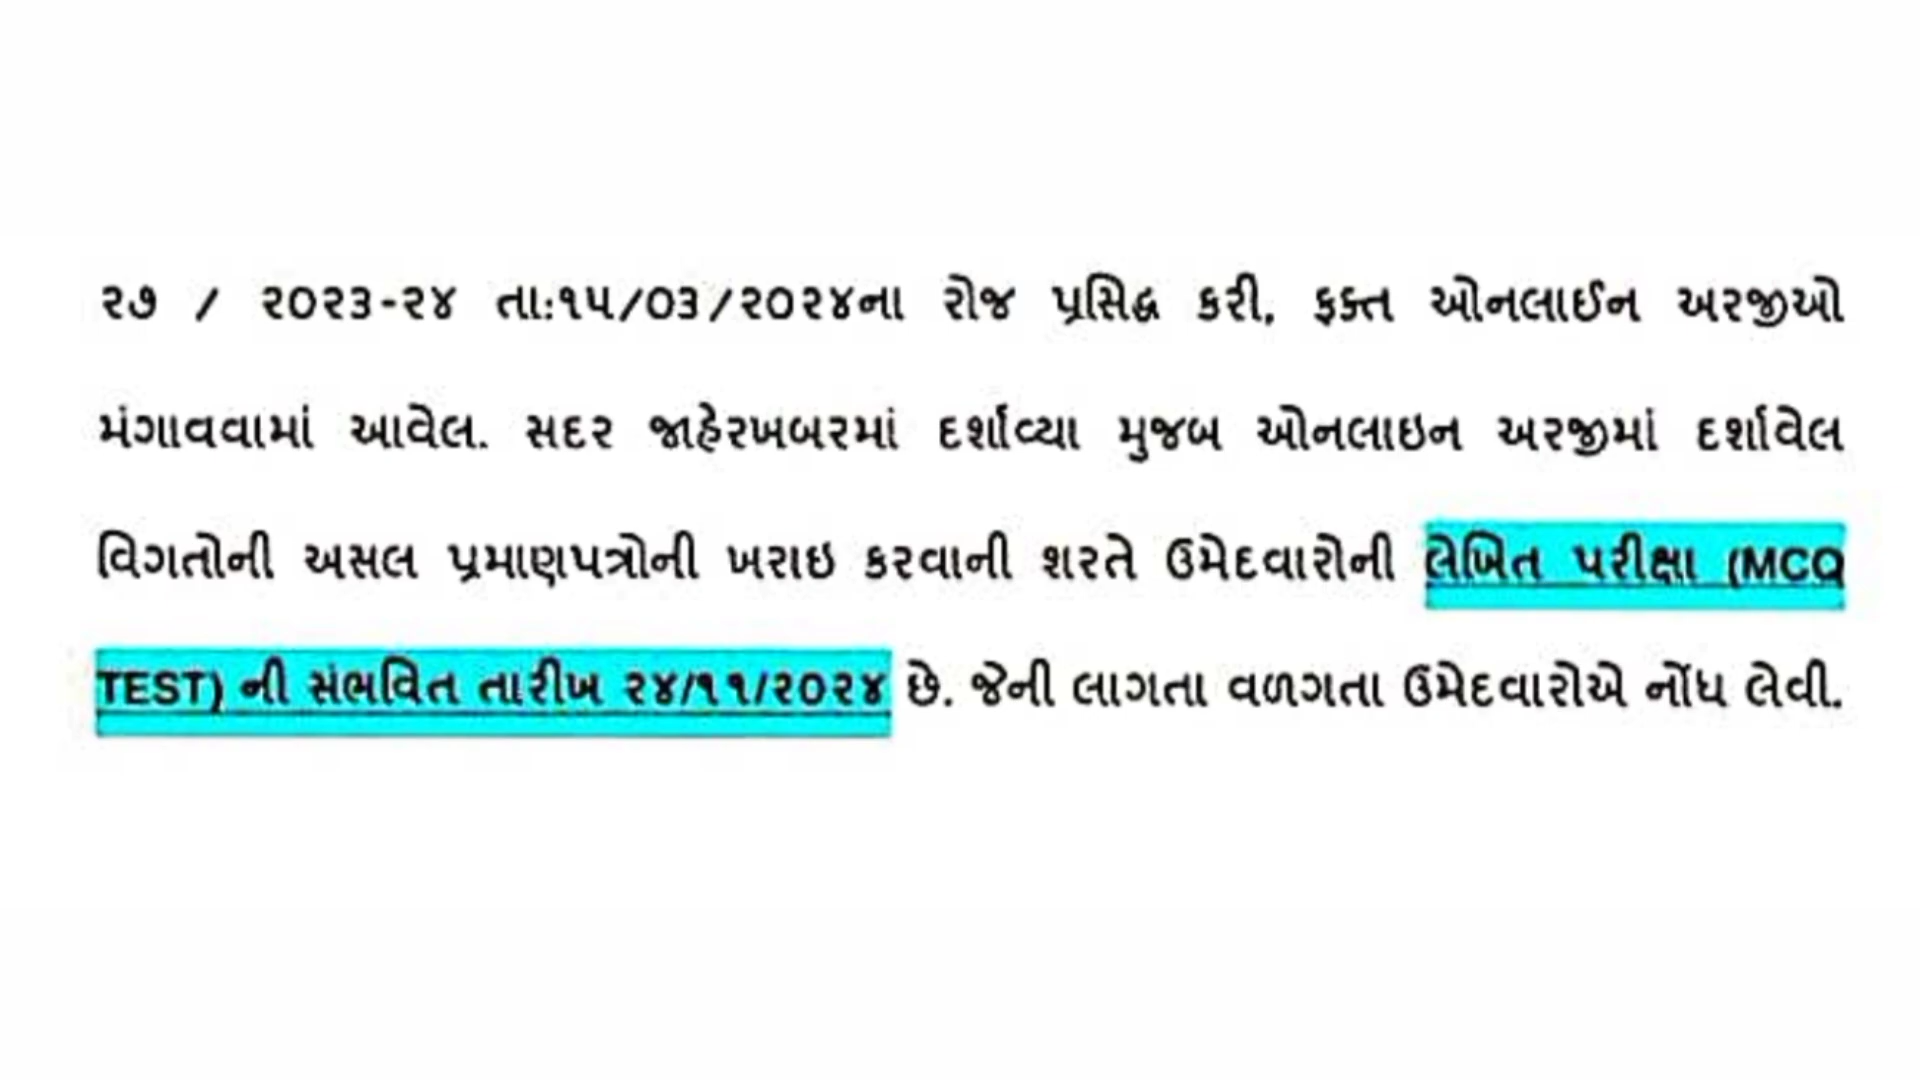 ૨૭ / ૨૦૨૩-૨૪ તા:૧૫/૦૩/૨૦૨૪ના રોજ પ્રસિદ્ધ કરી, ફક્ત ઓનલાઈન અરજીઓ
મંગાવવામાં આવેલ. સદર જાહેરખબરમાં દર્શાવ્યા મુજબ ઓનલાઇન અરજીમાં દર્શાવેલ
વિગતોની અસલ પ્રમાણપત્રોની ખરાઇ કરવાની શરતે ઉમેદવારોની લેખિત પરીક્ષા (MCQ
TEST) ની સંભવિત તારીખ ૨૪/૧૧/૨૦૨૪ છે. જેની લાગતા વળગતા ઉમેદવારોએ નોંધ લેવી.